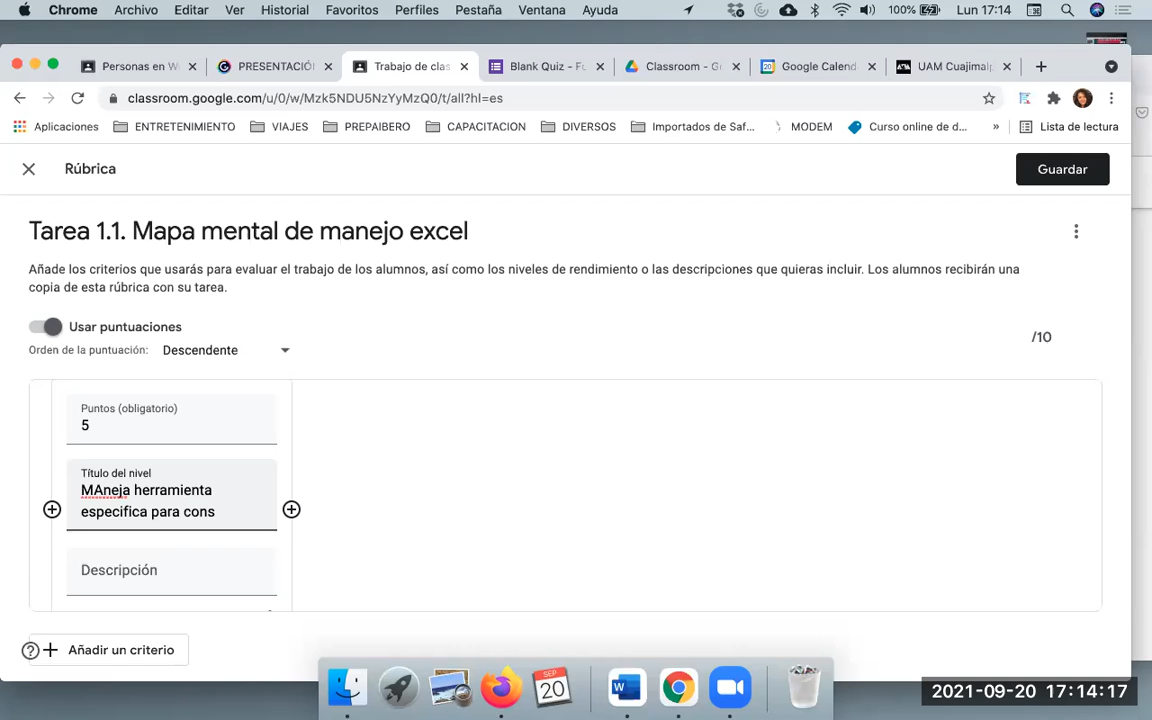 Chrome Archivo Editar Ver Historial Favoritos Perfiles Pestaña Ventana Ayuda 100% Lun 17:14
Personas en W PRESENTACIÓN Trabajo de clas Blank Quiz - Fo Classroom - Go Google Calend UAM Cuajimalp
classroom.google.com/u/0/w/Mzk5NDU5NzYyMzQ0/t/all?hl=es
Aplicaciones ENTRETENIMIENTO VIAJES PREPAIBERO CAPACITACION DIVERSOS Importados de Saf... MODEM Curso online de d... » Lista de lectura
Rúbrica
Guardar
Tarea 1.1. Mapa mental de manejo excel
Añade los criterios que usarás para evaluar el trabajo de los alumnos, así como los niveles de rendimiento o las descripciones que quieras incluir. Los alumnos recibirán una
copia de esta rúbrica con su tarea.
Usar puntuaciones
Orden de la puntuación: Descendente
/10
Puntos (obligatorio)
5
Título del nivel
MAneja herramienta
especifica para cons
Descripción
Añadir un criterio
SEP
20
2021-09-20 17:14:17